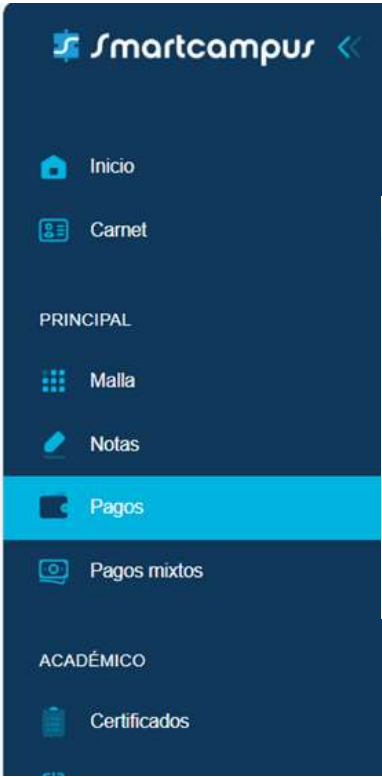 Smartcampus
Inicio
Carnet
PRINCIPAL
Malla
Notas
Pagos
Pagos mixtos
ACADÉMICO
Certificados